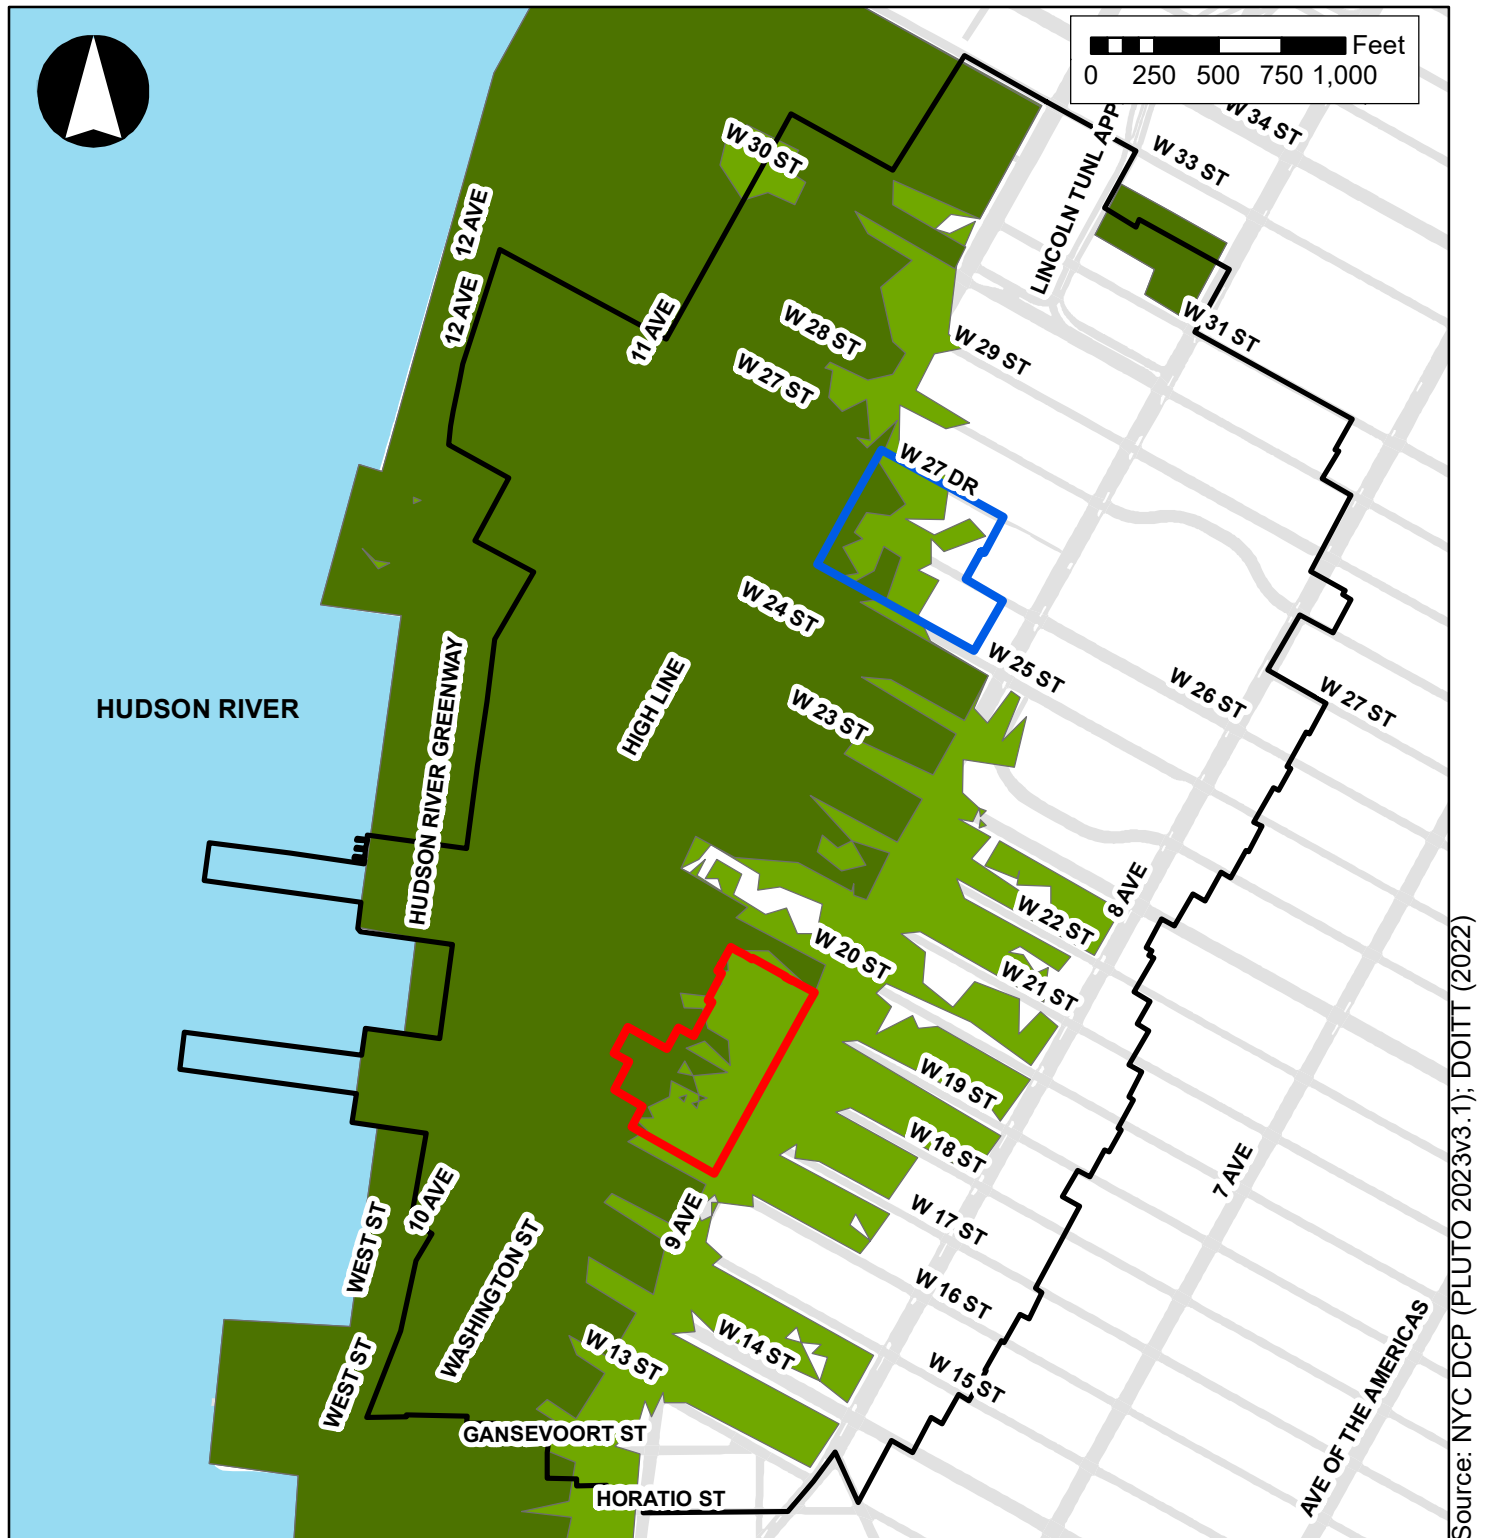 Feet
0 250 500 750 1,000
W 34 ST
W 33 ST
LINCOLN TUNL APP
W 30 ST
12 AVE
12 AVE
11 AVE
W 28 ST
W 31 ST
W 29 ST
W 27 ST
W 27 DR
W 24 ST
W 25 ST
W 26 ST
W 27 ST
HUDSON RIVER
HUDSON RIVER GREENWAY
HIGH LINE
W 23 ST
8 AVE
W 22 ST
W 20 ST
W 21 ST
W 19 ST
W 18 ST
7 AVE
10 AVE
WEST ST
9 AVE
W 17 ST
WASHINGTON ST
W 16 ST
W 14 ST
W 13 ST
W 15 ST
WEST ST
AVE OF THE AMERICAS
GANSEVOORT ST
HORATIO ST
Source: NYC DCP (PLUTO 2023v3.1); DOITT (2022)